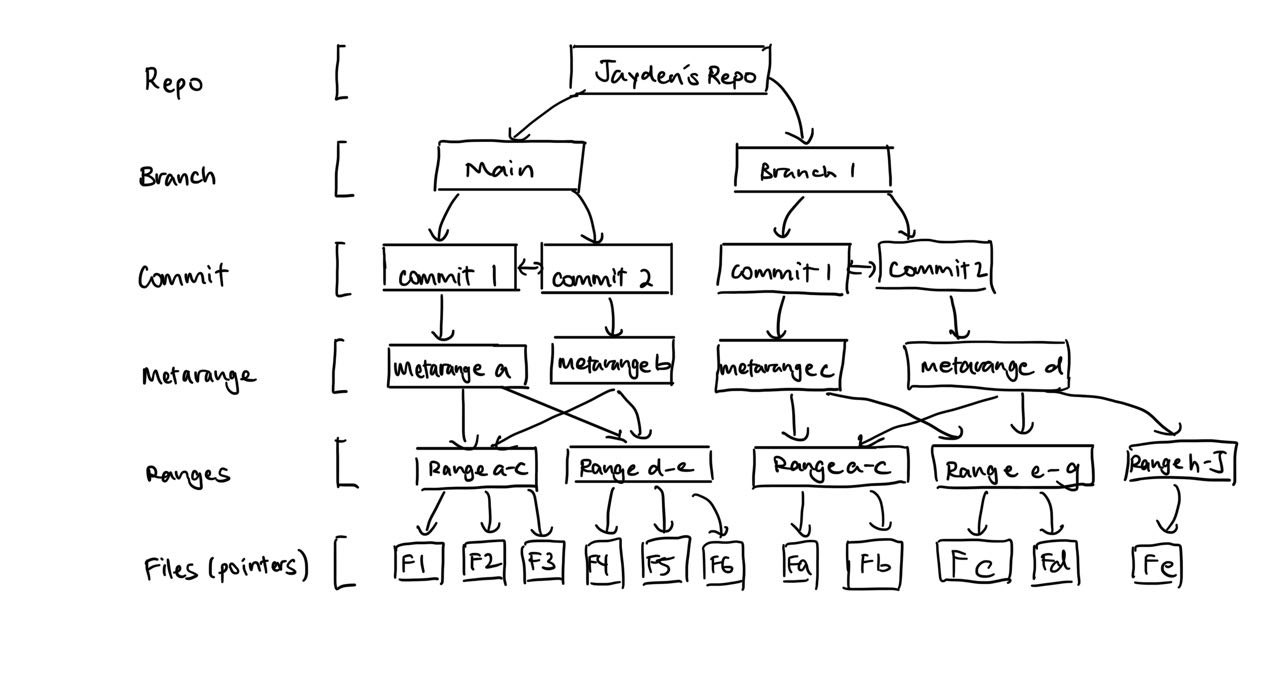 Repo
Jayden's Repo
Branch
Main
Branch 1
Commit
Commit 1
Commit 2
Commit 1
Commit 2
Metarange
Metarange a
metarange b
metarange c
metarange d
Ranges
Range a-c
Range d-e
Range a-c
Range e-g
Range h-J
Files (pointers)
F1
F2
F3
F4
F5
F6
Fa
Fb
Fc
Fd
Fe